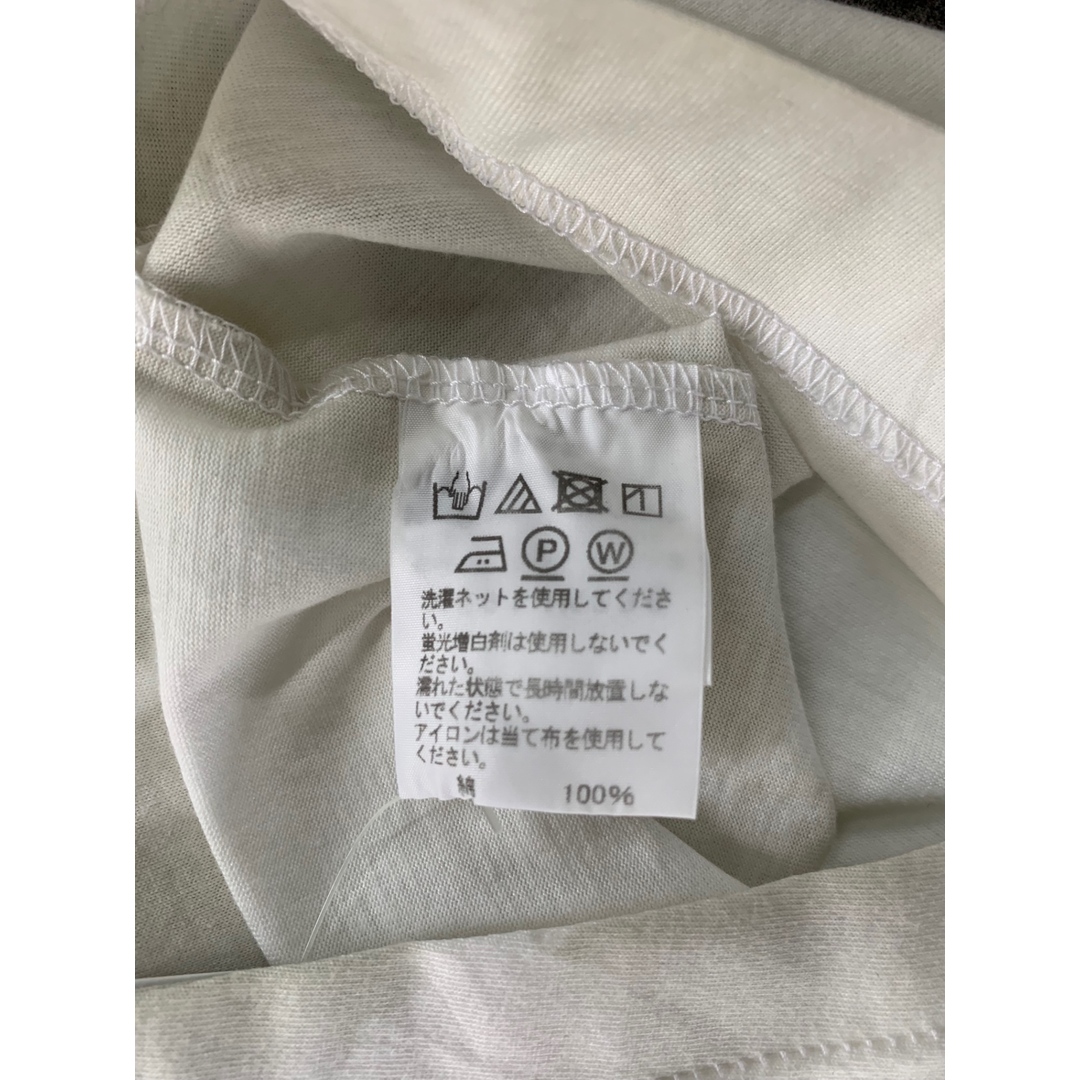 P W
洗濯ネットを使用してくださ
い。
蛍光増白剤は使用しないでく
ださい。
濡れた状態で長時間放置しな
いでください。
アイロンは当て布を使用して
ください。
綿 100%